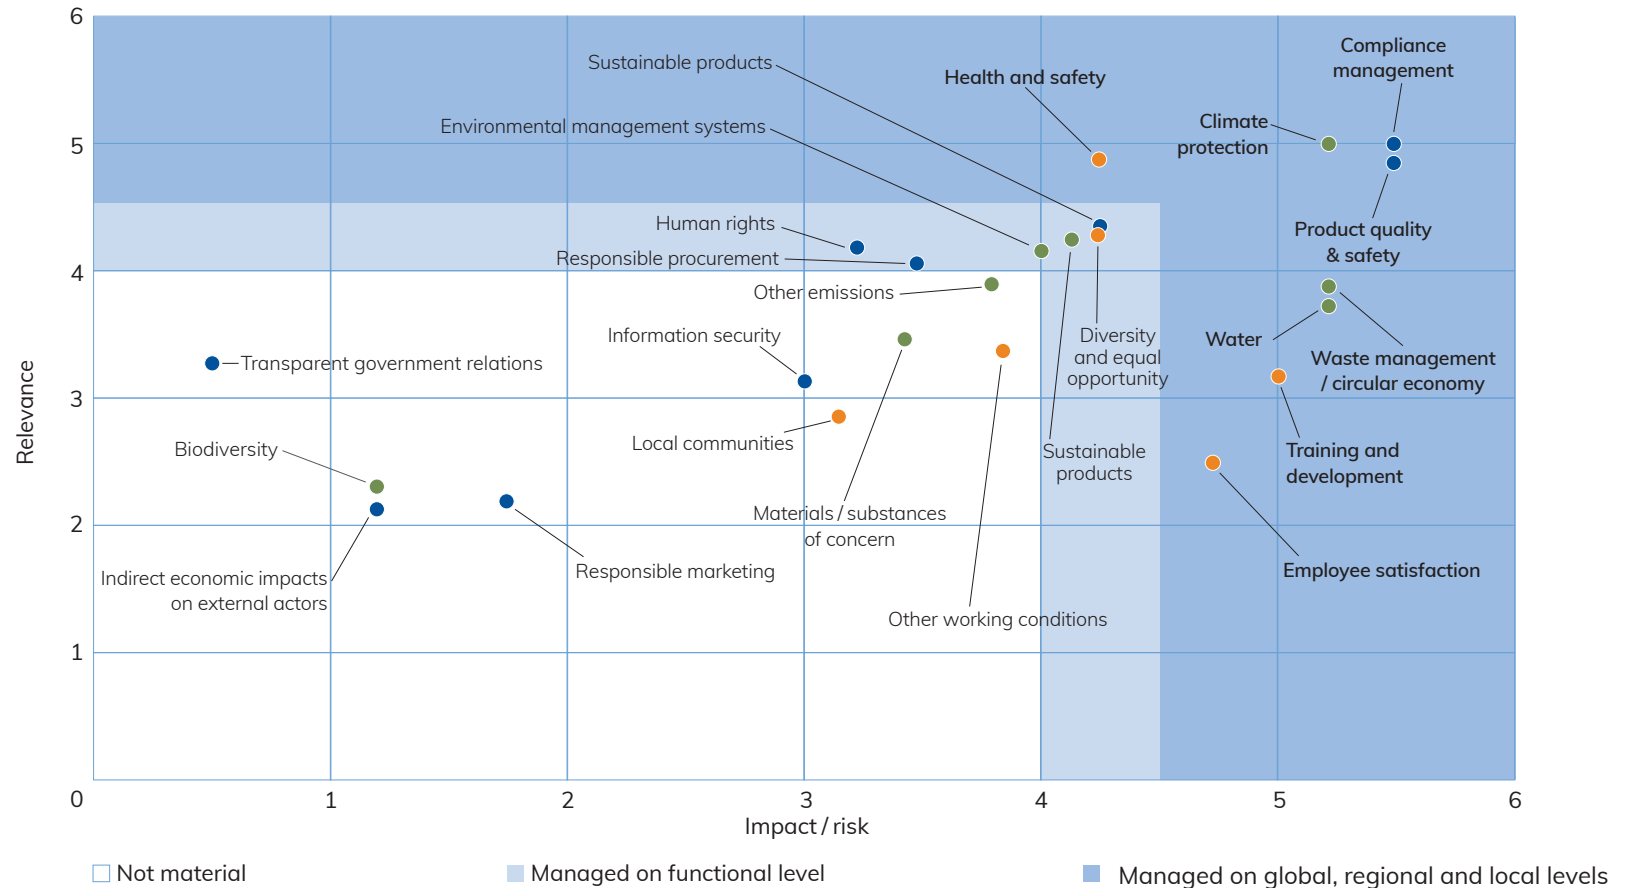 6
5
4
3
2
1
0
1
2
3
4
5
6
Relevance
Impact / risk
Sustainable products
Health and safety
Compliance
management
Environmental management systems
Climate
protection
Human rights
Responsible procurement
Product quality
& safety
Other emissions
Information security
Diversity
and equal
opportunity
Water
Waste management
/ circular economy
Transparent government relations
Local communities
Biodiversity
Sustainable
products
Training and
development
Materials / substances
of concern
Indirect economic impacts
on external actors
Responsible marketing
Employee satisfaction
Other working conditions
Not material
Managed on functional level
Managed on global, regional and local levels